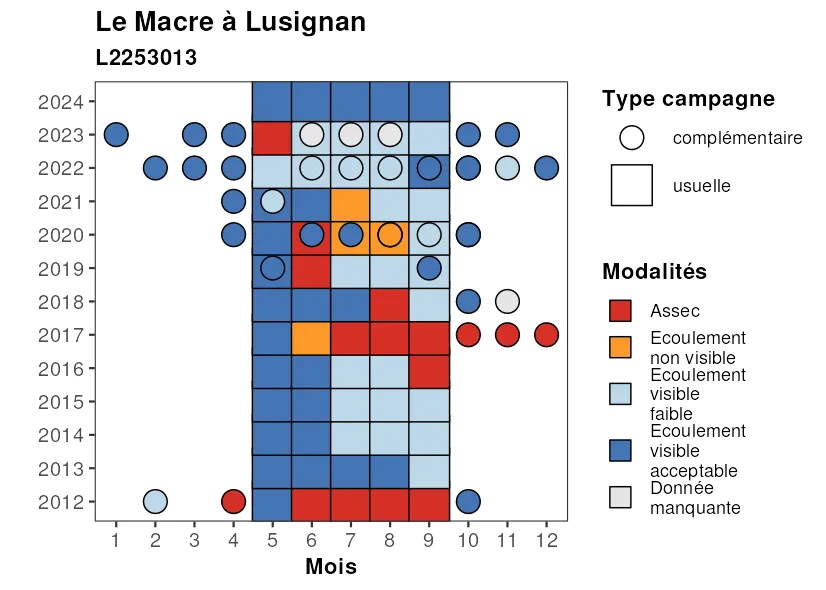 Le Macre à Lusignan
L2253013
2024
2023
2022
2021
2020
2019
2018
2017
2016
2015
2014
2013
2012
1 2 3 4 5 6 7 8 9 10 11 12
Mois
Type campagne
complémentaire
usuelle
Modalités
Assec
Ecoulement
non visible
Ecoulement
visible
faible
Ecoulement
visible
acceptable
Donnée
manquante